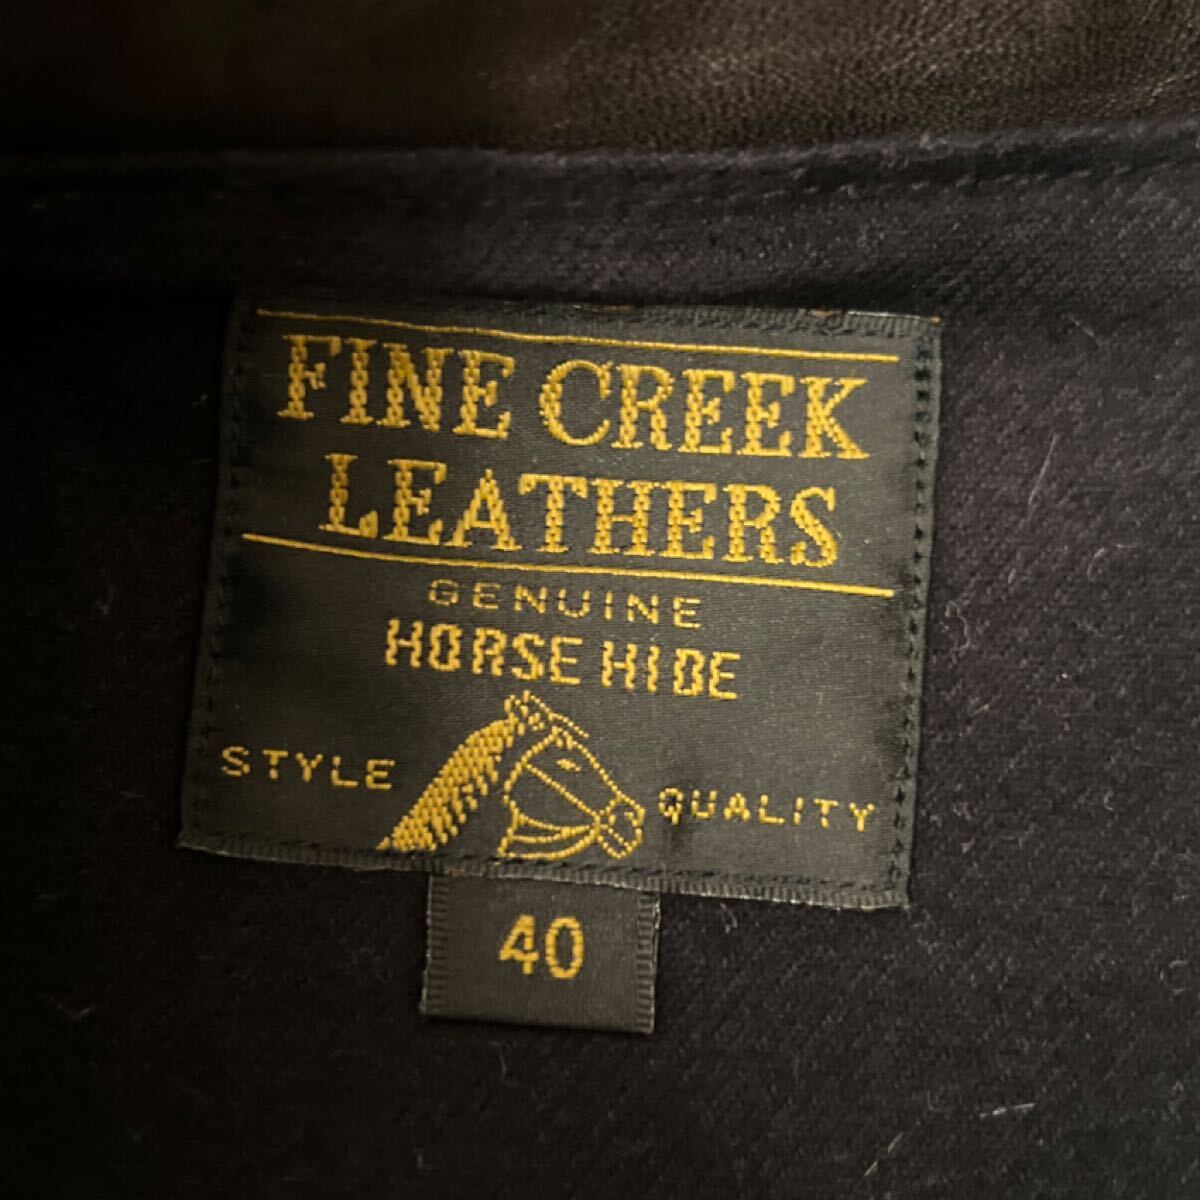 FINE CREEK
LEATHERS
GENUINE
HORSE HIDE
STYLE QUALITY
40